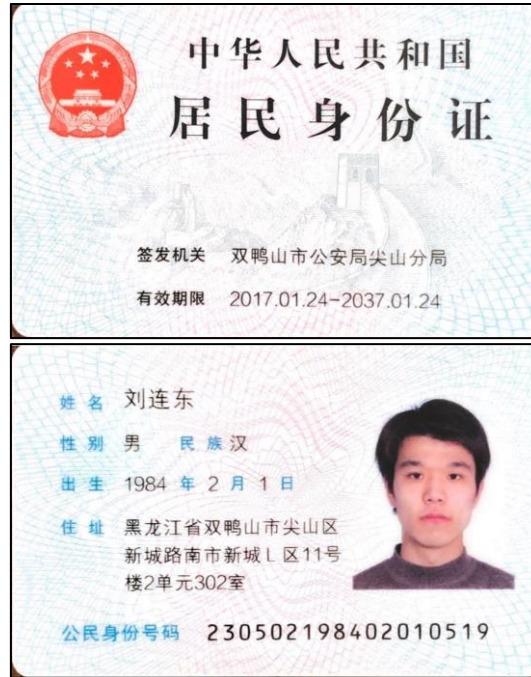 中华人民共和国
居民身份证
签发机关 双鸭山市公安局尖山分局
有效期限 2017.01.24-2037.01.24
姓名 刘连东
性别 男 民族 汉
出生 1984 年 2 月 1 日
住址 黑龙江省双鸭山市尖山区
新城路南市新城L区11号
楼2单元302室
公民身份号码 230502198402010519